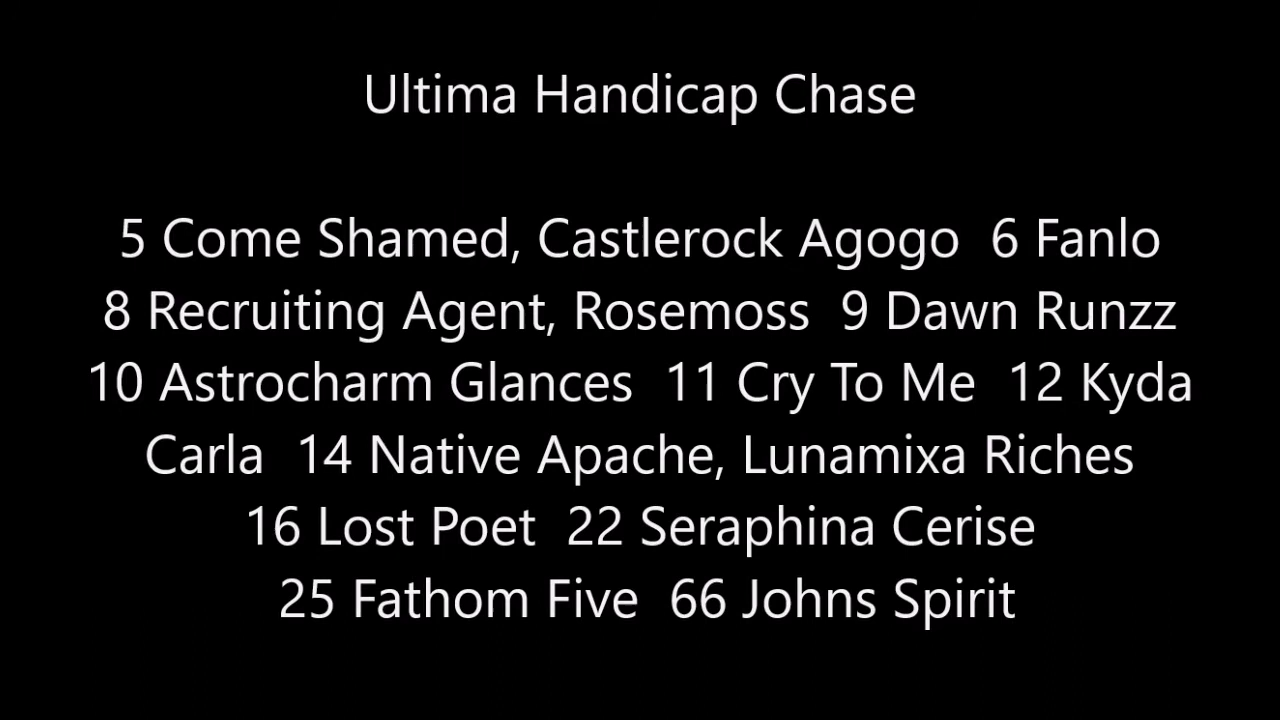 Ultima Handicap Chase
5 Come Shamed, Castlerock Agogo  6 Fanlo
8 Recruiting Agent, Rosemoss  9 Dawn Runzz
10 Astrocharm Glances  11 Cry To Me  12 Kyda
Carla  14 Native Apache, Lunamixa Riches
16 Lost Poet  22 Seraphina Cerise
25 Fathom Five  66 Johns Spirit